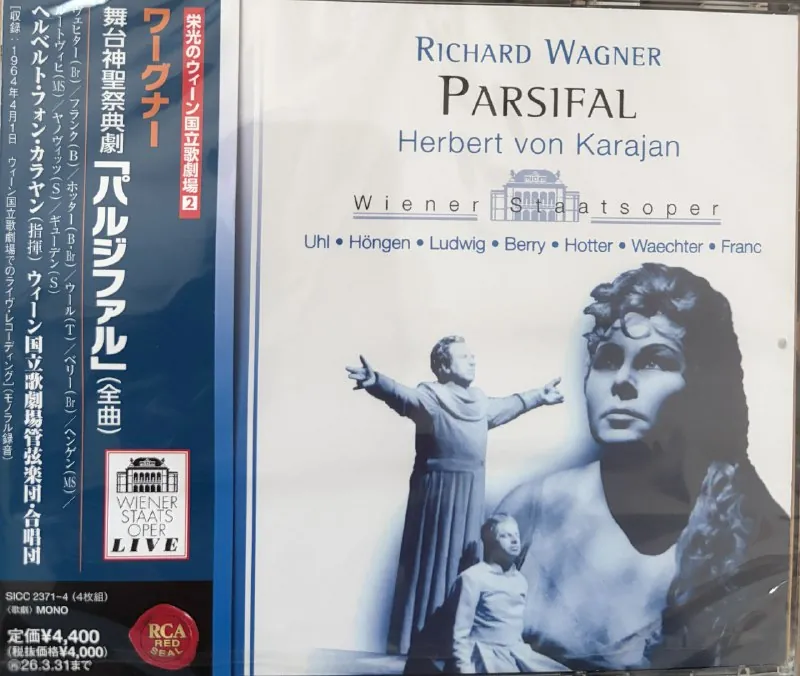 栄光のウィーン国立歌劇場2
ワーグナー
舞台神聖祭典劇「パルジファル」(全曲)
ヴェヒター(Br)/フランク(B)/ホッター(B・Br)/ウール(T)/ベリー(Br)/ヘンゲン(MS)/
ートヴィヒ(MS)/ヤノヴィッツ(S)/ギューデン(S)
ヘルベルト・フォン・カラヤン(指揮) ウィーン国立歌劇場管弦楽団・合唱団
[収録:1964年4月1日 ウィーン国立歌劇場でのライヴ・レコーディング](モノラル録音)
WIENER
STAATS
OPER
LIVE
SICC 2371~4 (4枚組)
〈歌劇〉 MONO
定価¥4,400
(税抜価格¥4,000)
26.3.31まで
RCA
RED
SEAL
RICHARD WAGNER
PARSIFAL
Herbert von Karajan
Wiener Staatsoper
Uhl • Höngen • Ludwig • Berry • Hotter • Waechter • Franc